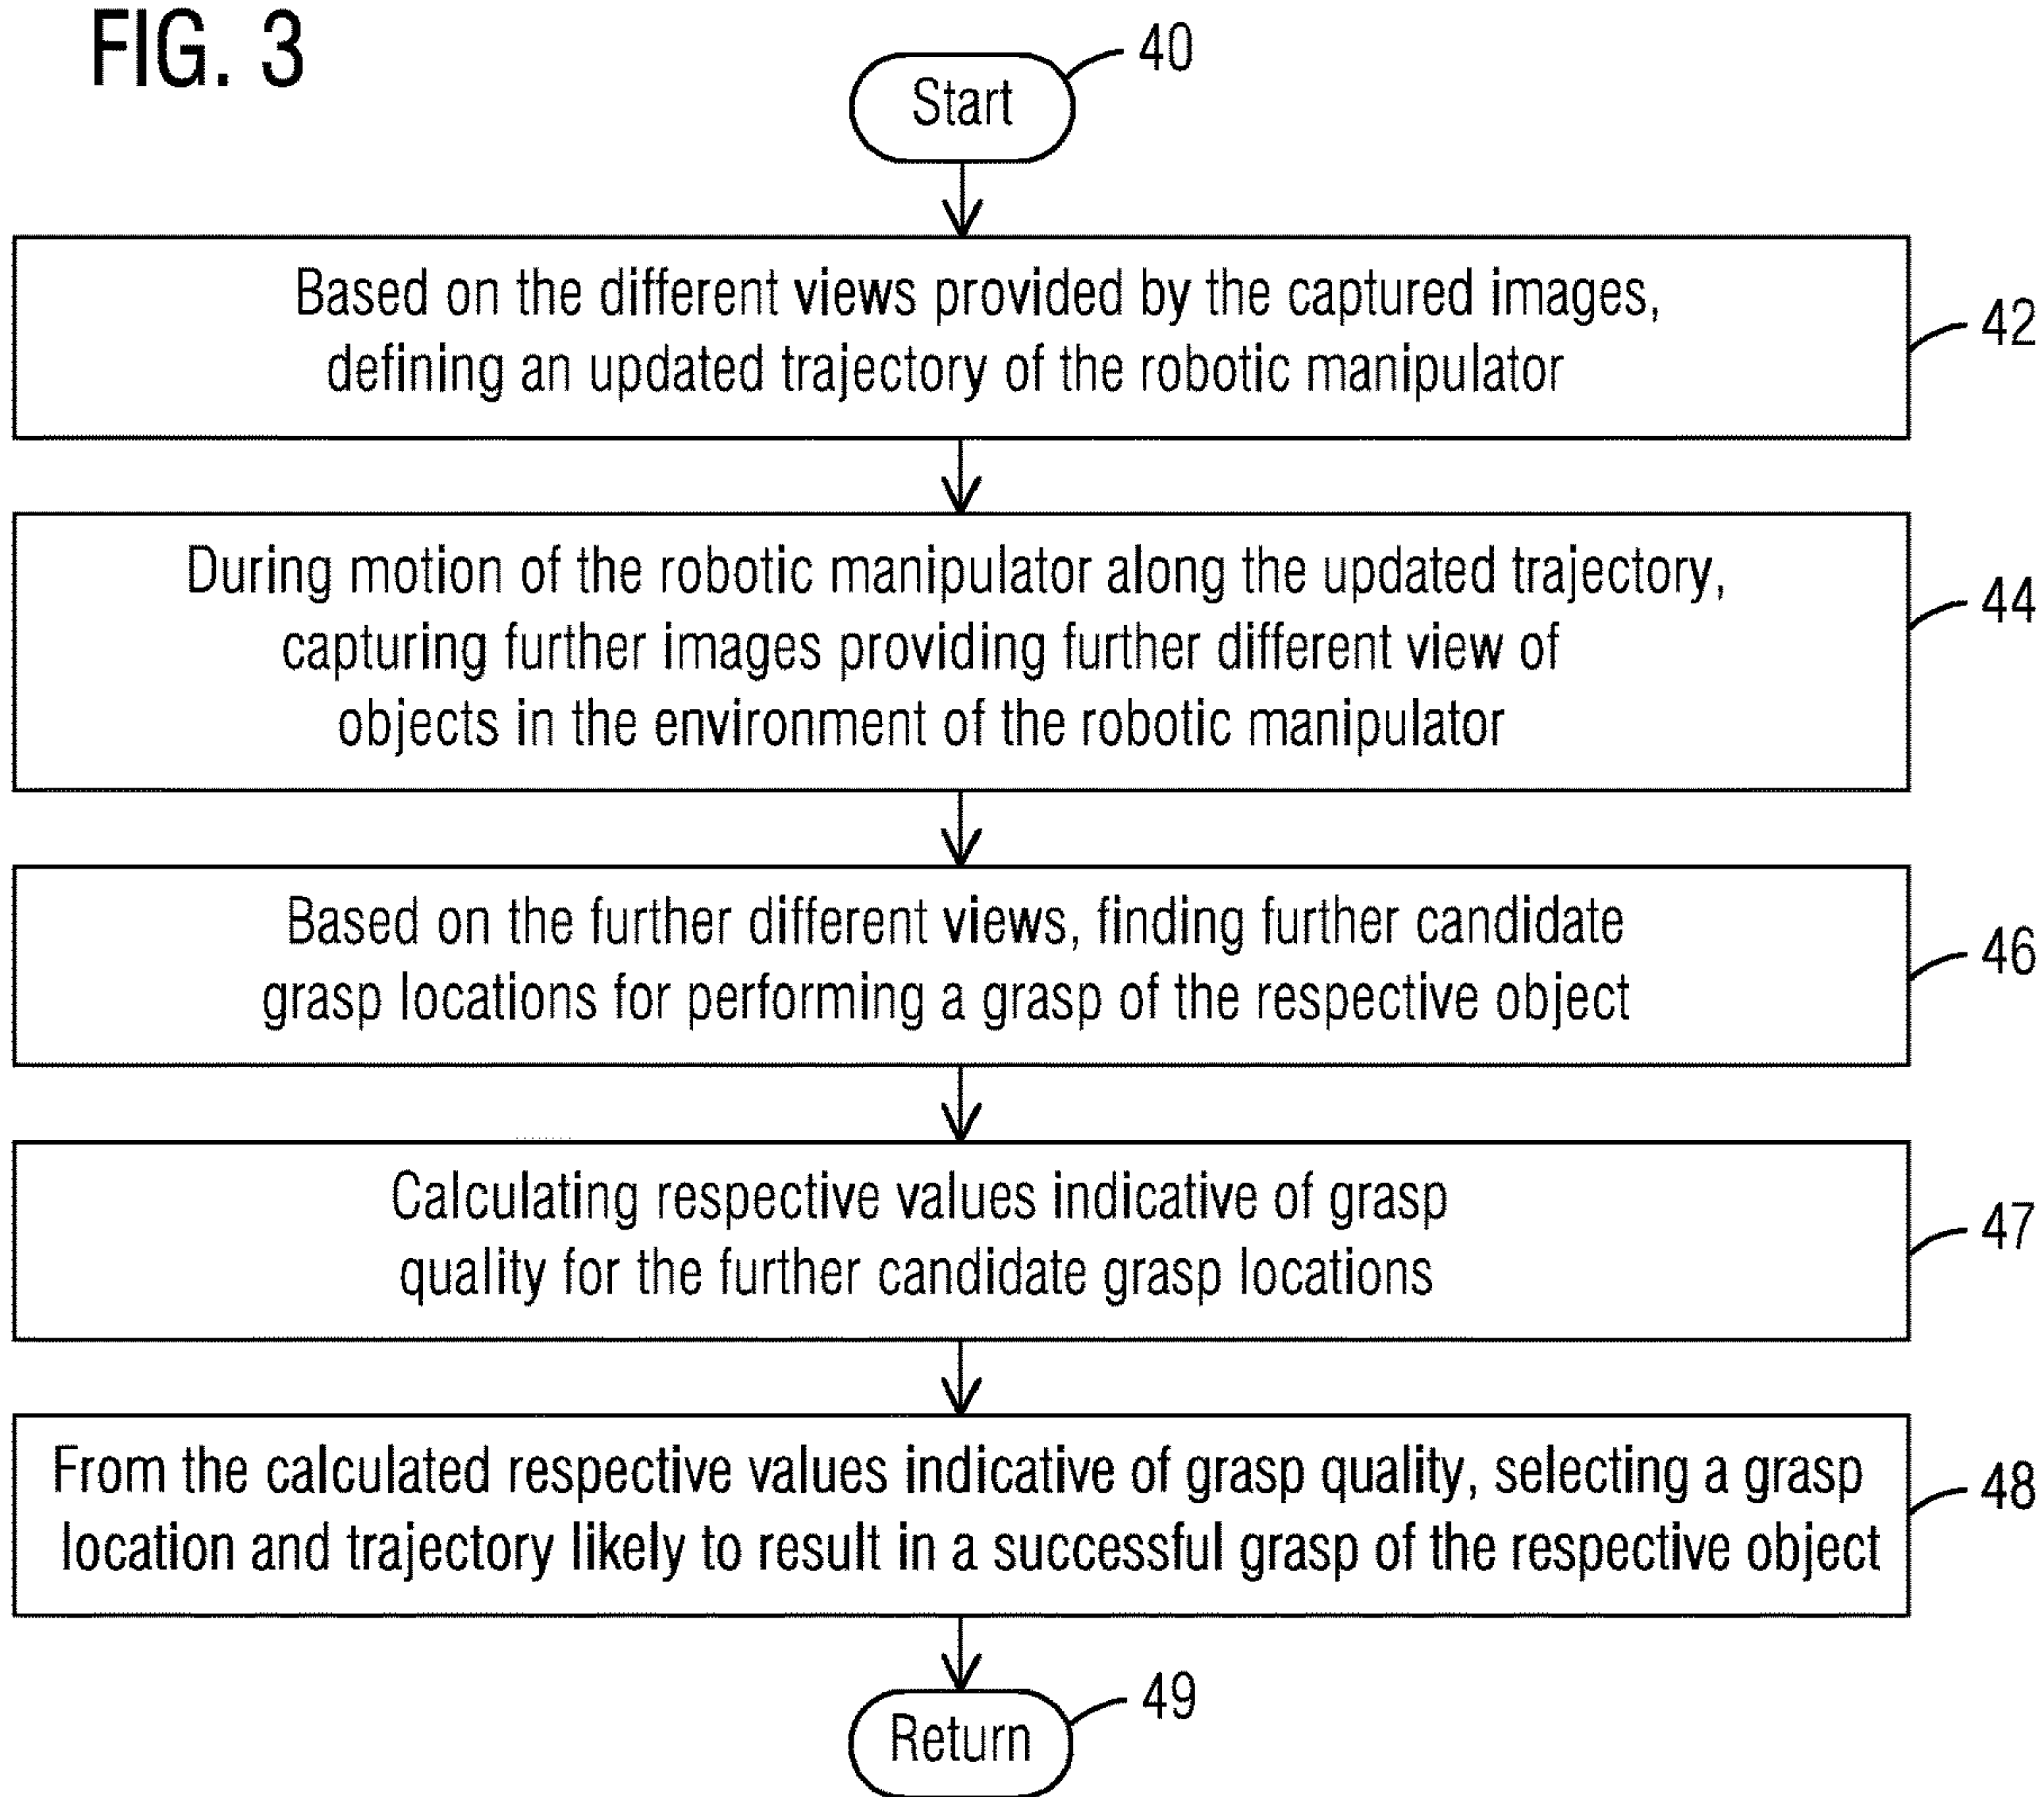 FIG. 3
40
Start
Based on the different views provided by the captured images,
defining an updated trajectory of the robotic manipulator
42
During motion of the robotic manipulator along the updated trajectory,
capturing further images providing further different view of
objects in the environment of the robotic manipulator
44
Based on the further different views, finding further candidate
grasp locations for performing a grasp of the respective object
46
Calculating respective values indicative of grasp
quality for the further candidate grasp locations
47
From the calculated respective values indicative of grasp quality, selecting a grasp
location and trajectory likely to result in a successful grasp of the respective object
48
49
Return